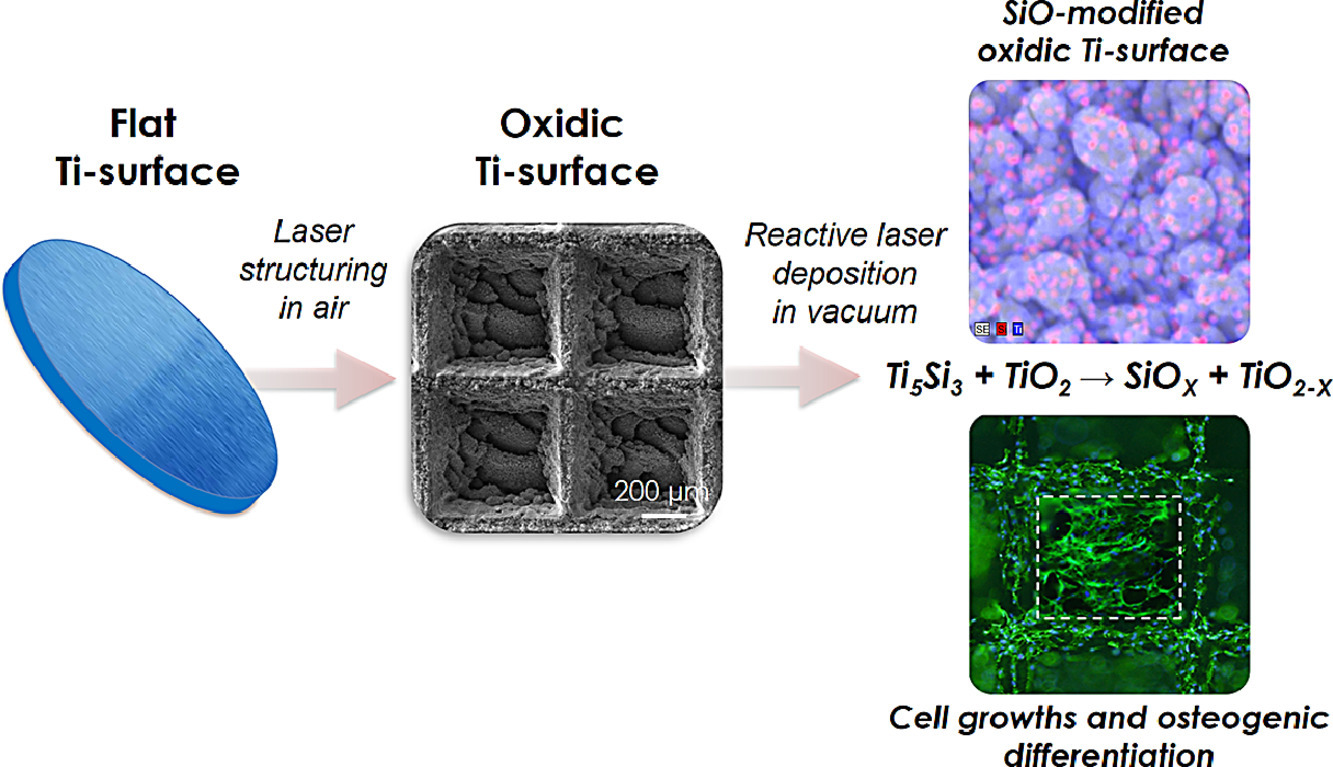 Flat
Ti-surface
Laser
structuring
in air
Oxidic
Ti-surface
200 µm
Reactive laser
deposition
in vacuum
SiO-modified
oxidic Ti-surface
SE Si Ti
Ti₅Si₃ + TiO₂ → SiOₓ + TiO₂₋ₓ
Cell growths and osteogenic
differentiation